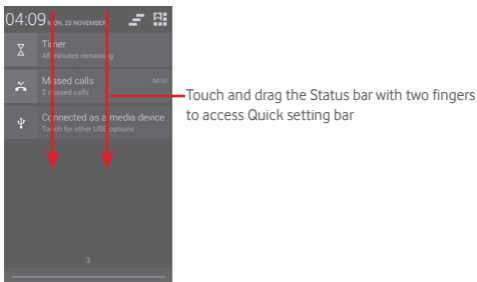 04:09 MON, 25 NOVEMBER
Timer
48 minutes remaining
Missed calls 04:07
2 missed calls
Connected as a media device
Touch for other USB options
Touch and drag the Status bar with two fingers
to access Quick setting bar
3